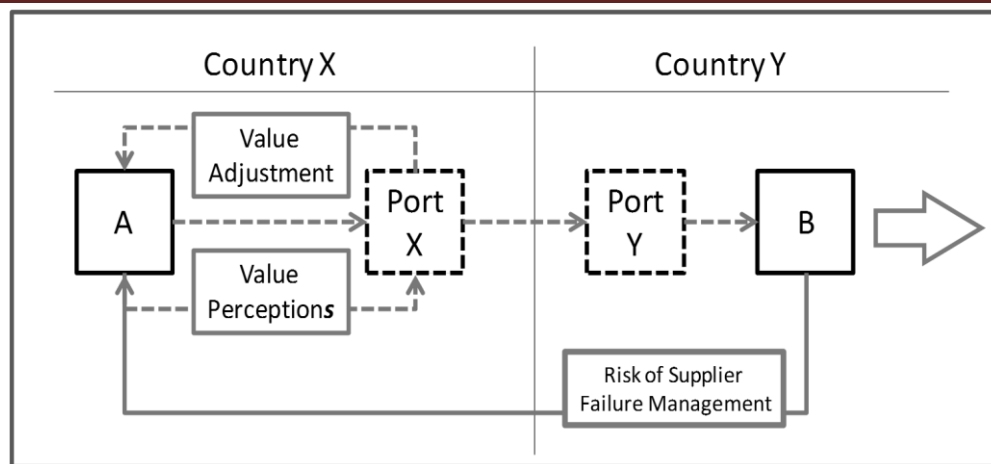 Country X
Country Y
Value
Adjustment
A
Port
X
Port
Y
B
Value
Perceptions
Risk of Supplier
Failure Management